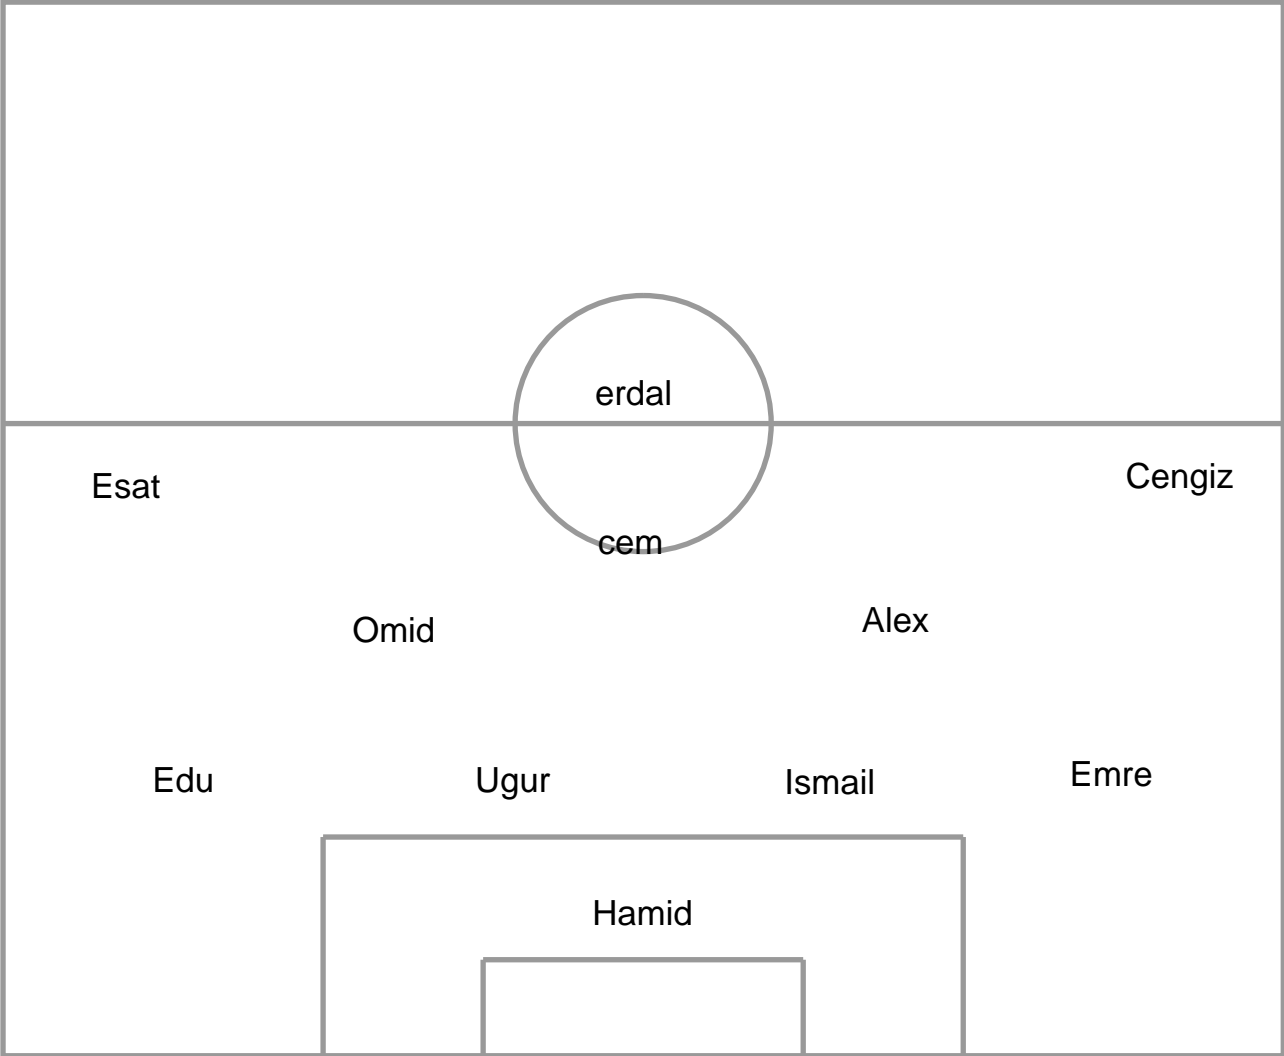 erdal
Esat
Cengiz
cem
Omid
Alex
Edu
Ugur
Ismail
Emre
Hamid